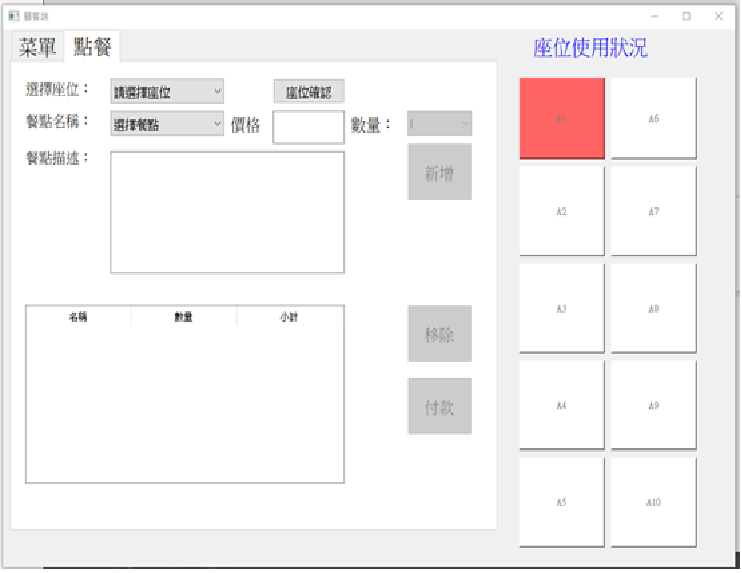 顧客端
菜單 點餐
座位使用狀況
選擇座位： 請選擇座位 座位確認
餐點名稱： 選擇餐點 價格 數量： 1
餐點描述：
新增
名稱 數量 小計
移除
付款
A1 A6
A2 A7
A3 A8
A4 A9
A5 A10